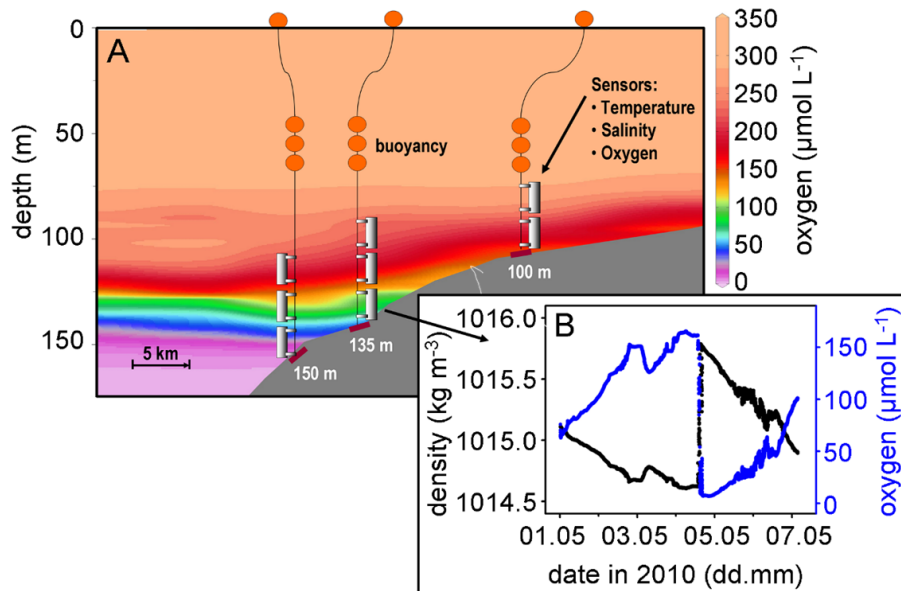 A
0
50
100
150
depth (m)
buoyancy
Sensors:
• Temperature
• Salinity
• Oxygen
100 m
135 m
150 m
5 km
350
300
250
200
150
100
50
0
oxygen (µmol L-1)
B
1016.0
1015.5
1015.0
1014.5
density (kg m-3)
150
100
50
0
oxygen (µmol L-1)
01.05 03.05 05.05 07.05
date in 2010 (dd.mm)